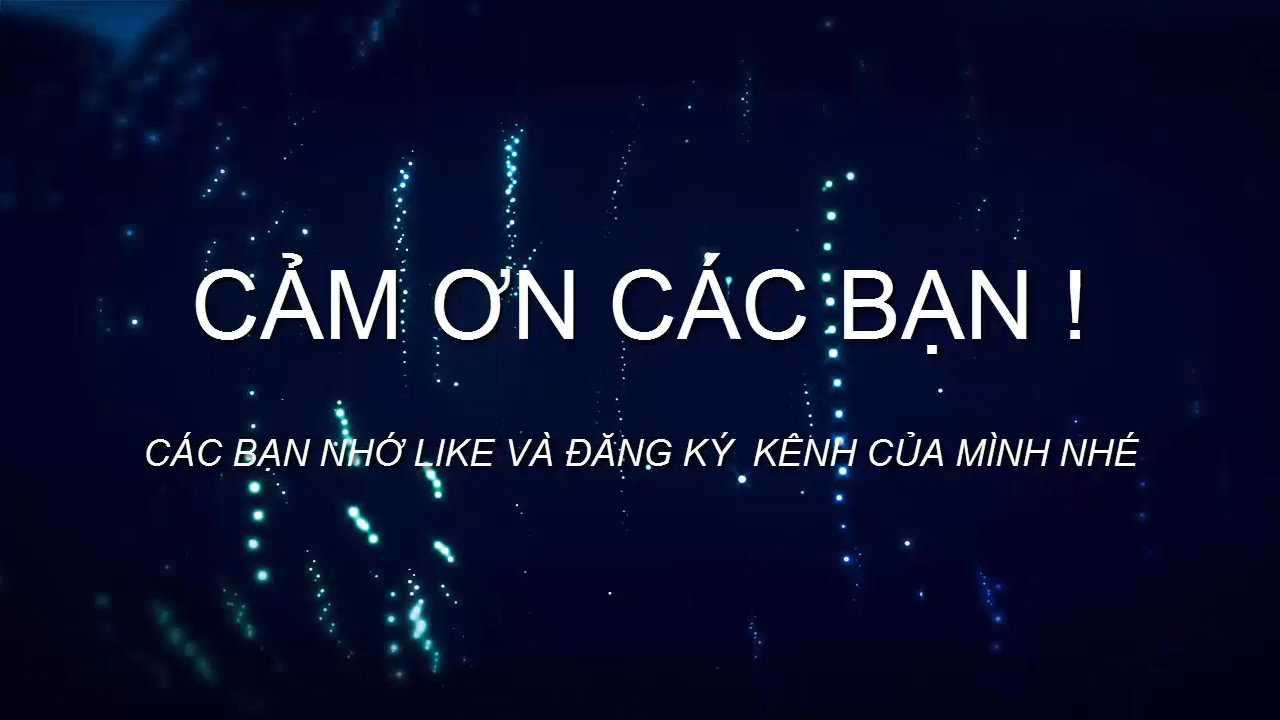 CẢM ƠN CÁC BẠN !
CÁC BẠN NHỚ LIKE VÀ ĐĂNG KÝ  KÊNH CỦA MÌNH NHÉ